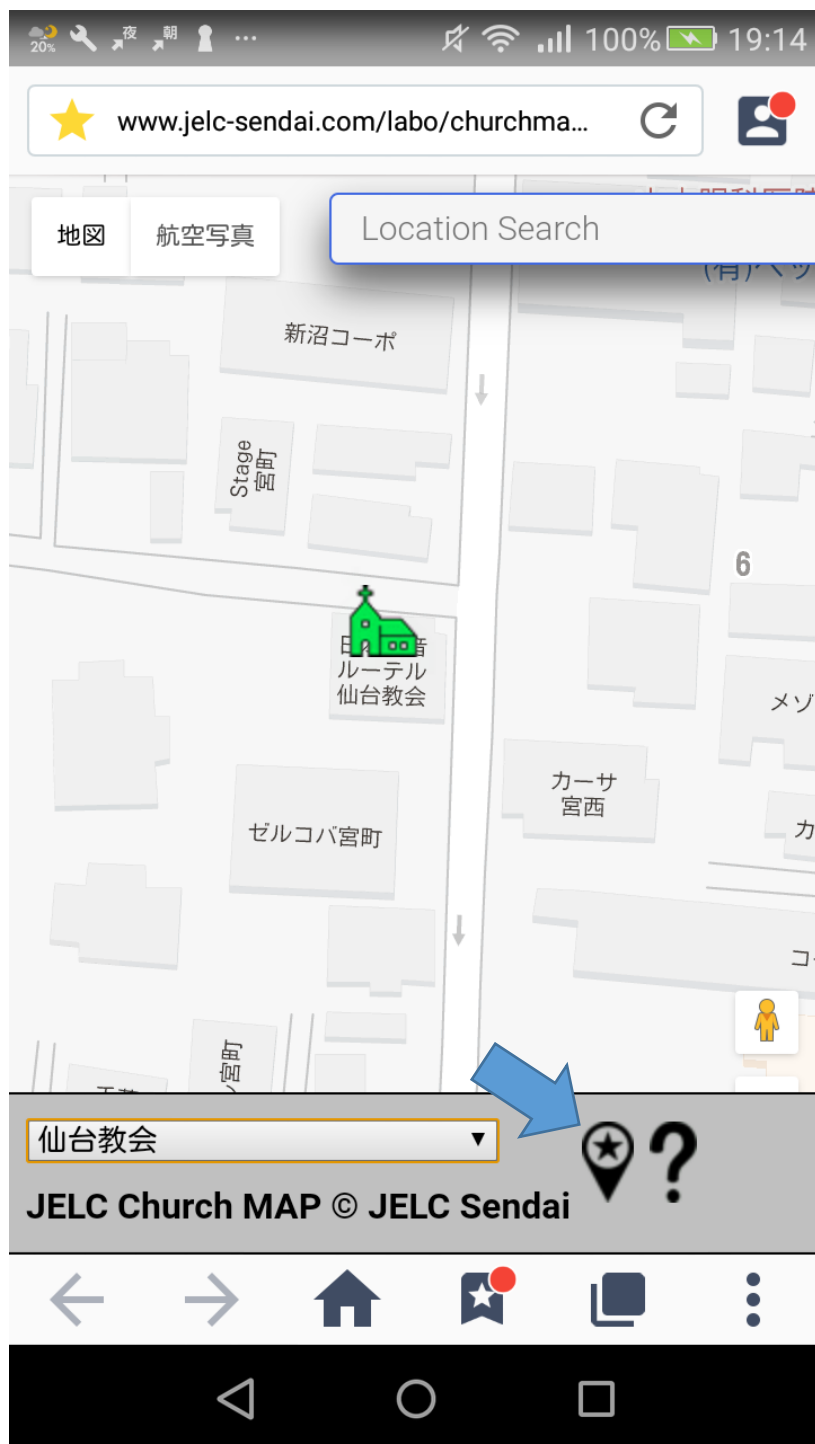 20%
夜
朝
100%
19:14
www.jelc-sendai.com/labo/churchma…
地図
航空写真
Location Search
新沼コーポ
Stage
宮町
6
ルーテル
仙台教会
メゾ
カーサ
宮西
ゼルコバ宮町
カ
コー
宮町
仙台教会
JELC Church MAP © JELC Sendai